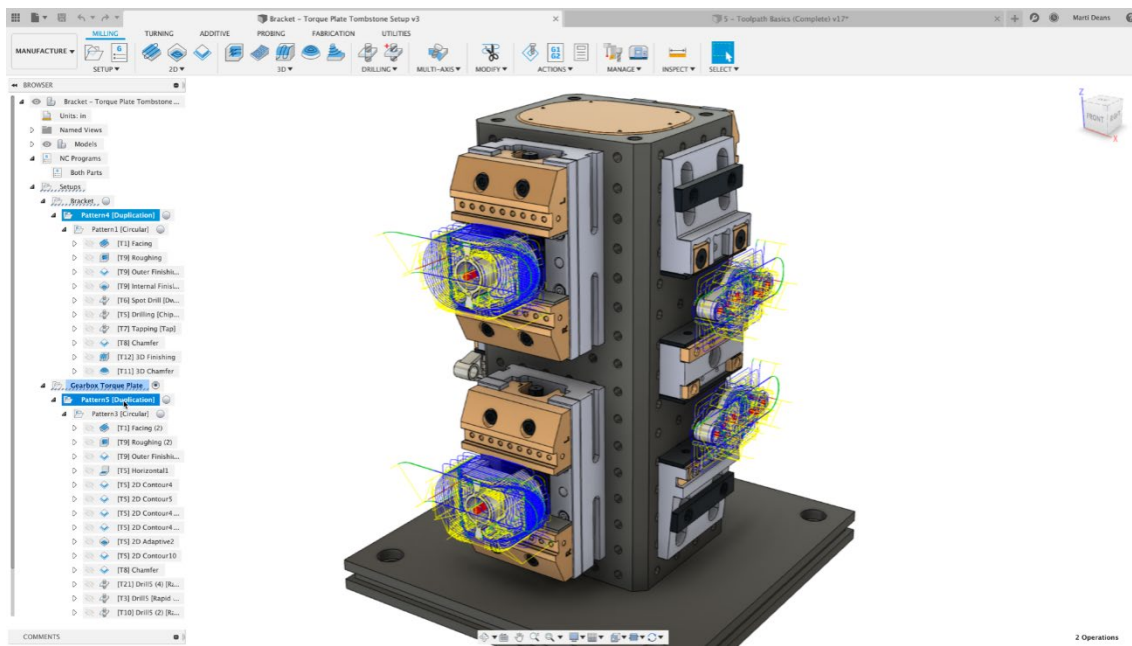 Bracket – Torque Plate Tombstone Setup v3
5 – Toolpath Basics (Complete) v17*
Marti Deans
MANUFACTURE
MILLING TURNING ADDITIVE PROBING FABRICATION UTILITIES
G
G1
G2
SETUP 2D 3D DRILLING MULTI-AXIS MODIFY ACTIONS MANAGE INSPECT SELECT
BROWSER
Bracket – Torque Plate Tombstone ...
Units: in
Named Views
Models
NC Programs
Both Parts
Setups
Bracket
Pattern4 [Duplication]
Pattern1 [Circular]
[T1] Facing
[T9] Roughing
[T9] Outer Finishi...
[T9] Internal Finisi...
[T6] Spot Drill [Dw...
[T5] Drilling [Chip...
[T7] Tapping [Tap]
[T8] Chamfer
[T12] 3D Finishing
[T11] 3D Chamfer
Gearbox Torque Plate
Pattern5 [Duplication]
Pattern3 [Circular]
[T1] Facing (2)
[T9] Roughing (2)
[T9] Outer Finishi...
[T5] Horizontal1
[T5] 2D Contour4
[T5] 2D Contour5
[T5] 2D Contour4 ...
[T5] 2D Contour4 ...
[T5] 2D Adaptive2
[T5] 2D Contour10
[T8] Chamfer
[T21] Drill5 (4) [Ra...
[T3] Drill5 [Rapid ...
[T10] Drill5 (2) [Ra...
COMMENTS
Z
FRONT
X
2 Operations